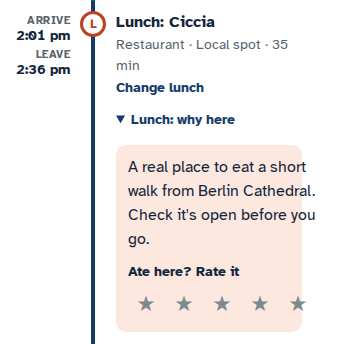 ARRIVE
2:01 pm
LEAVE
2:36 pm
L
Lunch: Ciccia
Restaurant · Local spot · 35
min
Change lunch
▼ Lunch: why here
A real place to eat a short
walk from Berlin Cathedral.
Check it's open before you
go.
Ate here? Rate it
★ ★ ★ ★ ★